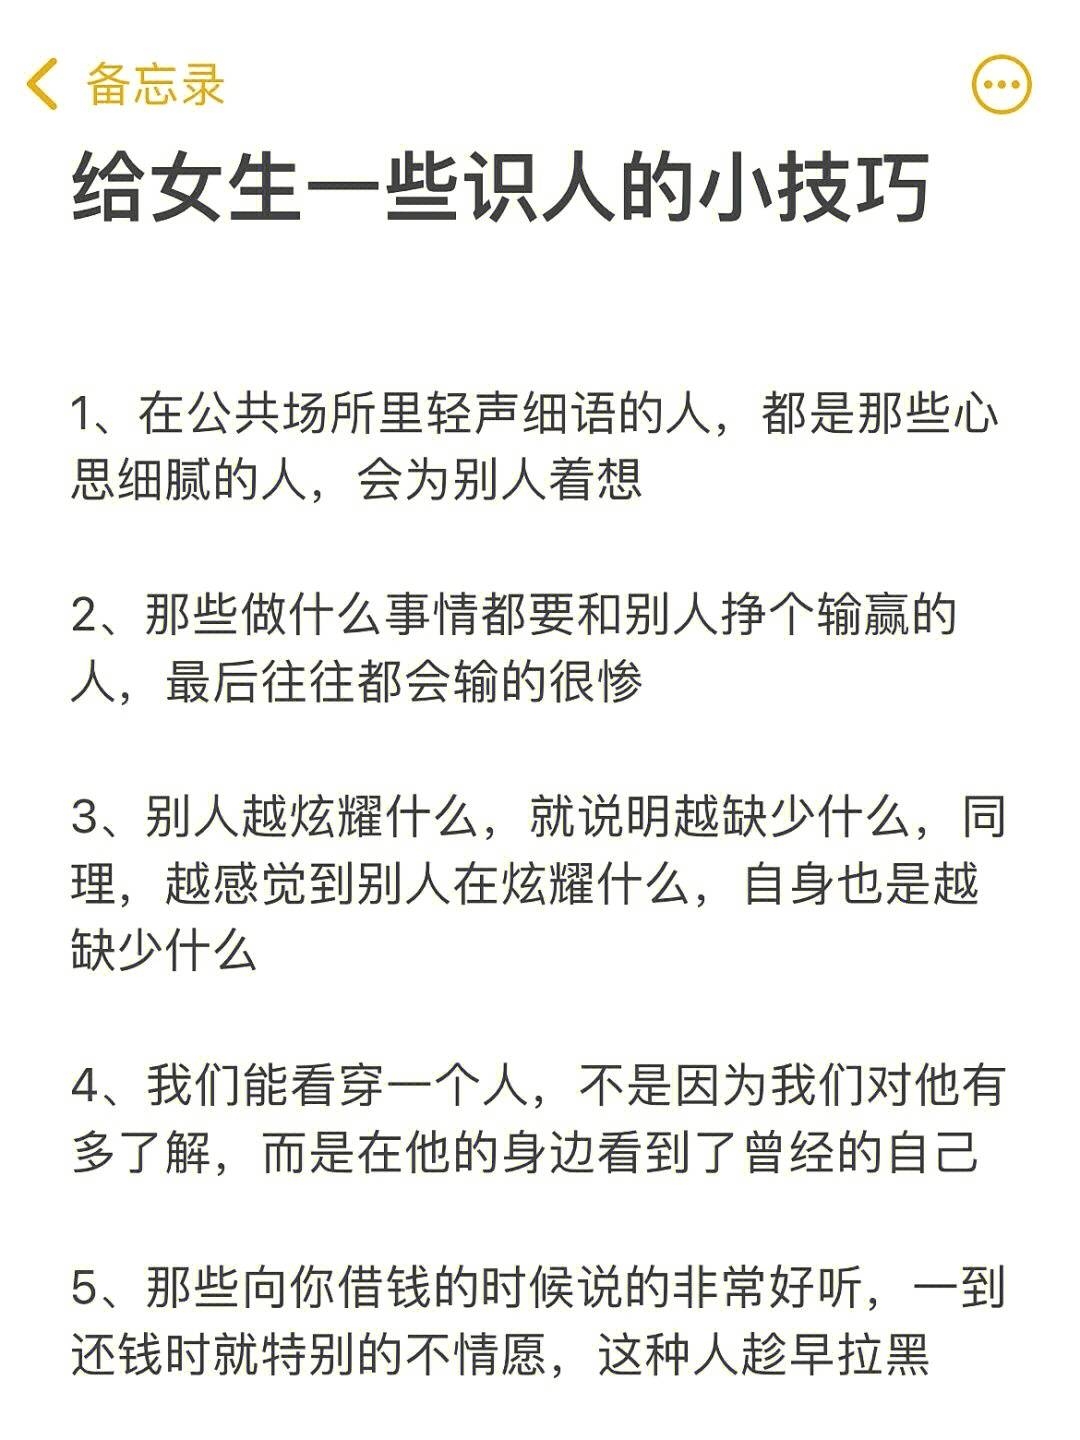 备忘录
给女生一些识人的小技巧
1、在公共场所里轻声细语的人，都是那些心
思细腻的人，会为别人着想
2、那些做什么事情都要和别人挣个输赢的
人，最后往往都会输的很惨
3、别人越炫耀什么，就说明越缺少什么，同
理，越感觉到别人在炫耀什么，自身也是越
缺少什么
4、我们能看穿一个人，不是因为我们对他有
多了解，而是在他的身边看到了曾经的自己
5、那些向你借钱的时候说的非常好听，一到
还钱时就特别的不情愿，这种人趁早拉黑